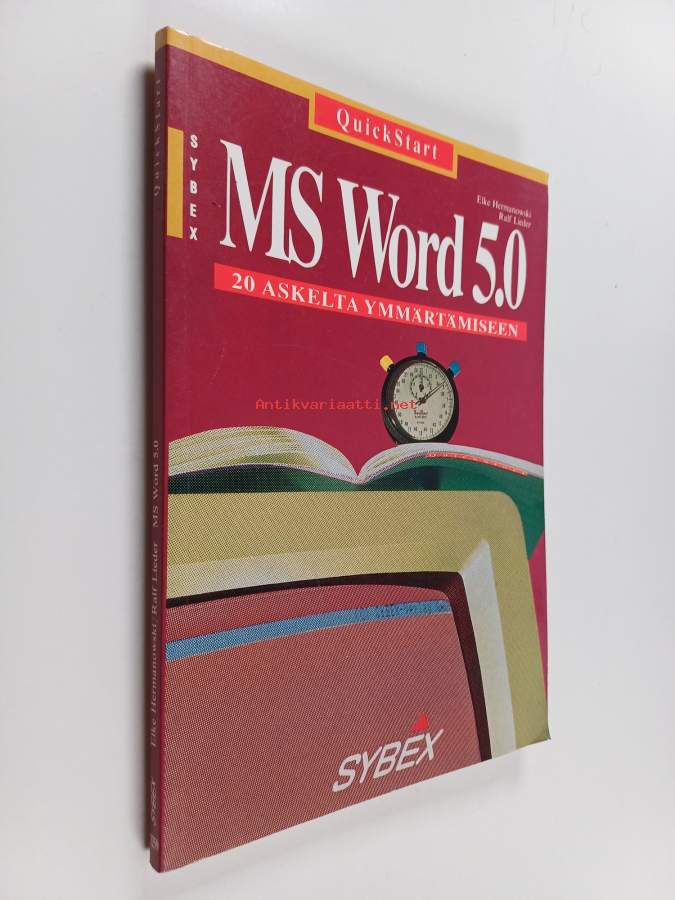 QuickStart
SYBEX
Elke Hermanowski
Ralf Lieder
MS Word 5.0
20 ASKELTA YMMÄRTÄMISEEN
Antikvariaatti.net
SYBEX
QuickStart
Elke Hermanowski/Ralf Lieder MS Word 5.0
SYBEX